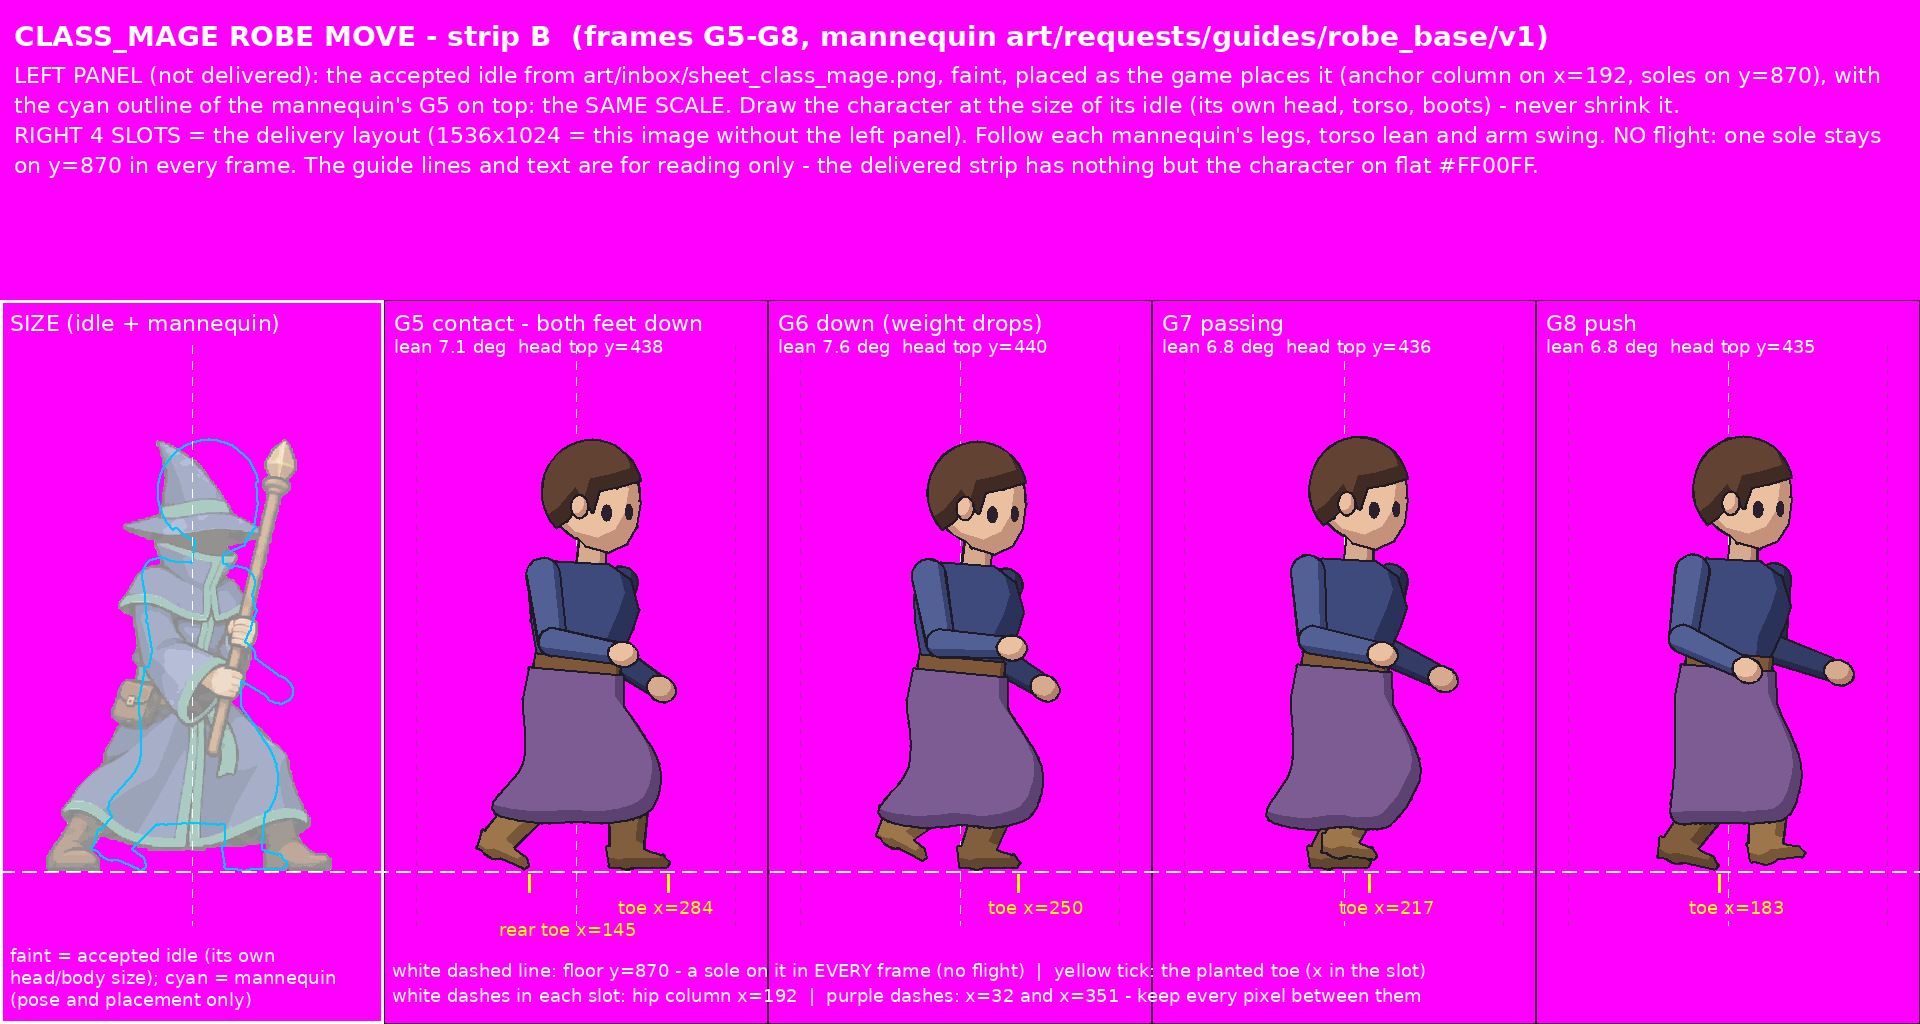 CLASS_MAGE ROBE MOVE - strip B  (frames G5-G8, mannequin art/requests/guides/robe_base/v1)
LEFT PANEL (not delivered): the accepted idle from art/inbox/sheet_class_mage.png, faint, placed as the game places it (anchor column on x=192, soles on y=870), with
the cyan outline of the mannequin's G5 on top: the SAME SCALE. Draw the character at the size of its idle (its own head, torso, boots) - never shrink it.
RIGHT 4 SLOTS = the delivery layout (1536x1024 = this image without the left panel). Follow each mannequin's legs, torso lean and arm swing. NO flight: one sole stays
on y=870 in every frame. The guide lines and text are for reading only - the delivered strip has nothing but the character on flat #FF00FF.
SIZE (idle + mannequin)
G5 contact - both feet down
lean 7.1 deg  head top y=438
G6 down (weight drops)
lean 7.6 deg  head top y=440
G7 passing
lean 6.8 deg  head top y=436
G8 push
lean 6.8 deg  head top y=435
toe x=284
rear toe x=145
toe x=250
toe x=217
toe x=183
faint = accepted idle (its own
head/body size); cyan = mannequin
(pose and placement only)
white dashed line: floor y=870 - a sole on it in EVERY frame (no flight)  |  yellow tick: the planted toe (x in the slot)
white dashes in each slot: hip column x=192  |  purple dashes: x=32 and x=351 - keep every pixel between them